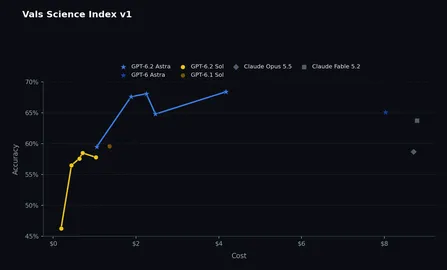 Vals Science Index v1
GPT-6.2 Astra
GPT-6.2 Sol
Claude Opus 5.5
Claude Fable 5.2
GPT-6 Astra
GPT-6.1 Sol
70%
65%
60%
55%
50%
45%
Accuracy
$0
$2
$4
$6
$8
Cost